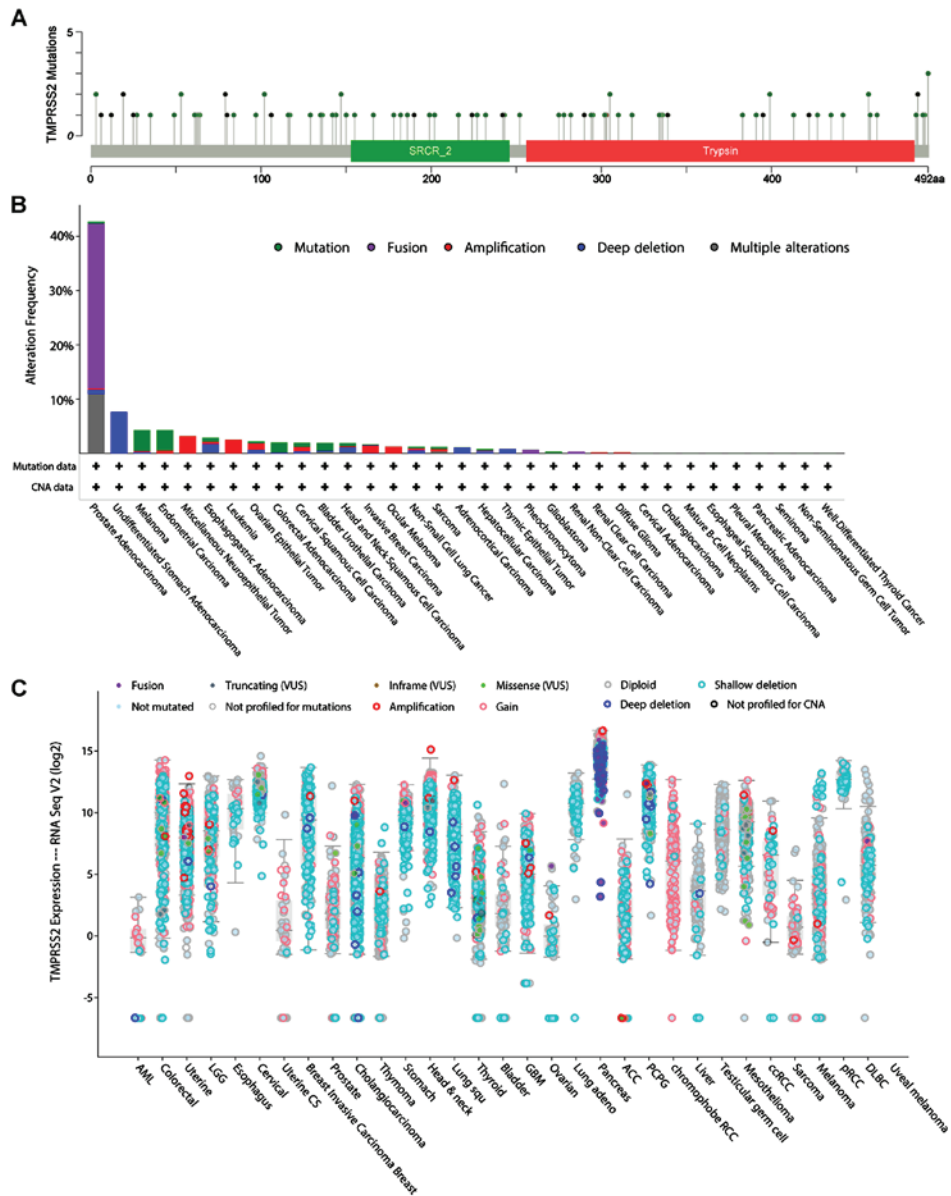 A
TMPRSS2 Mutations
5
0
SRCR_2
Trypsin
0
100
200
300
400
492aa
B
Alteration Frequency
40%
30%
20%
10%
Mutation
Fusion
Amplification
Deep deletion
Multiple alterations
Mutation data
CNA data
Prostate Adenocarcinoma
Undifferentiated Stomach Adenocarcinoma
Melanoma
Endometrial Carcinoma
Miscellaneous Neuroepithelial Tumor
Esophagogastric Adenocarcinoma
Leukemia
Ovarian Epithelial Tumor
Colorectal Adenocarcinoma
Cervical Squamous Cell Carcinoma
Bladder Urothelial Carcinoma
Head and Neck Squamous Cell Carcinoma
Invasive Breast Carcinoma
Ocular Melanoma
Non-Small Cell Lung Cancer
Sarcoma
Adrenocortical Carcinoma
Hepatocellular Carcinoma
Thymic Epithelial Tumor
Pheochromocytoma
Glioblastoma
Renal Non-Clear Cell Carcinoma
Renal Clear Cell Carcinoma
Diffuse Glioma
Cervical Adenocarcinoma
Cholangiocarcinoma
Mature B-Cell Neoplasms
Esophageal Squamous Cell Carcinoma
Pleural Mesothelioma
Pancreatic Adenocarcinoma
Seminoma
Non-Seminomatous Germ Cell Tumor
Well-Differentiated Thyroid Cancer
C
Fusion
Truncating (VUS)
Inframe (VUS)
Missense (VUS)
Diploid
Shallow deletion
Not mutated
Not profiled for mutations
Amplification
Gain
Deep deletion
Not profiled for CNA
TMPRSS2 Expression --- RNA Seq V2 (log2)
15
10
5
0
-5
AML
Colorectal
Uterine
LGG
Esophagus
Cervical
Uterine CS
Breast Invasive Carcinoma Breast
Prostate
Cholangiocarcinoma
Thymoma
Stomach
Head & neck
Lung squ
Thyroid
Bladder
GBM
Ovarian
Lung adeno
Pancreas
ACC
PCPG
chromophobe RCC
Liver
Testicular germ cell
Mesothelioma
ccRCC
Sarcoma
Melanoma
pRCC
DLBC
Uveal melanoma